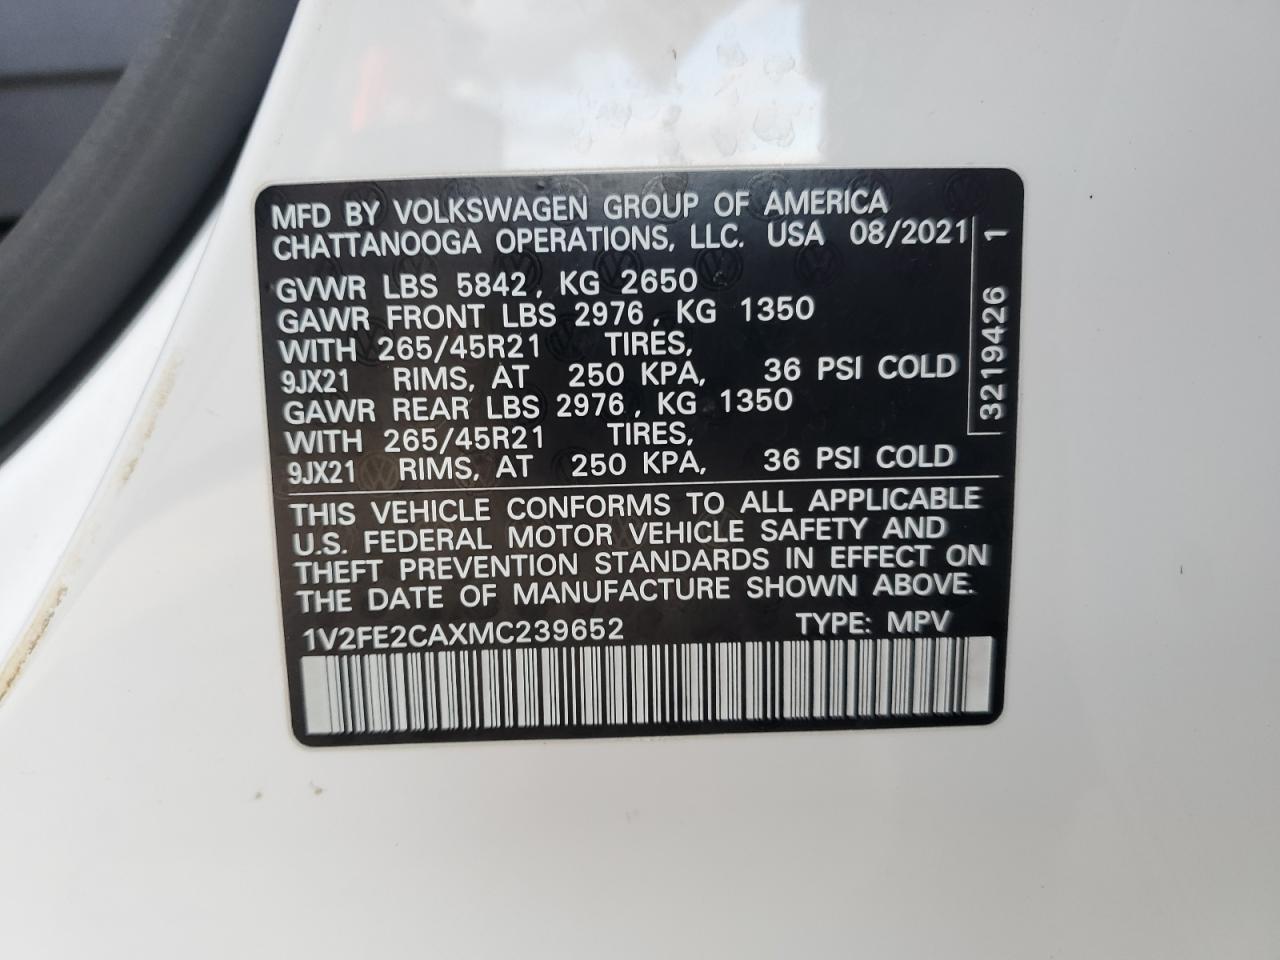 MFD BY VOLKSWAGEN GROUP OF AMERICA
CHATTANOOGA OPERATIONS, LLC. USA 08/2021
GVWR LBS 5842, KG 2650
GAWR FRONT LBS 2976, KG 1350
WITH 265/45R21 TIRES,
9JX21 RIMS, AT 250 KPA, 36 PSI COLD
GAWR REAR LBS 2976, KG 1350
WITH 265/45R21 TIRES,
9JX21 RIMS, AT 250 KPA, 36 PSI COLD
3219426 1
THIS VEHICLE CONFORMS TO ALL APPLICABLE
U.S. FEDERAL MOTOR VEHICLE SAFETY AND
THEFT PREVENTION STANDARDS IN EFFECT ON
THE DATE OF MANUFACTURE SHOWN ABOVE.
1V2FE2CAXMC239652 TYPE: MPV